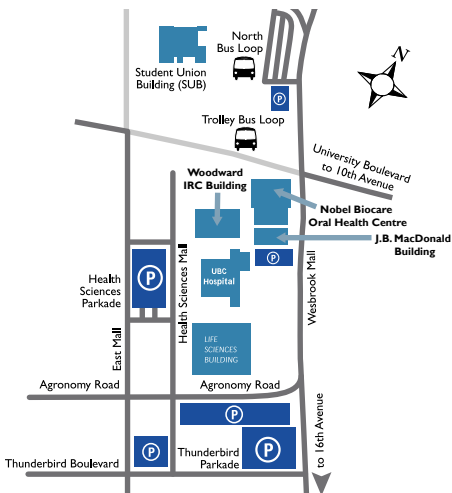 North
Bus Loop
N
Student Union
Building (SUB)
P
Trolley Bus Loop
University Boulevard
to 10th Avenue
Woodward
IRC Building
Nobel Biocare
Oral Health Centre
J.B. MacDonald
Building
Health Sciences Mall
Wesbrook Mall
P
P
UBC
Hospital
Health
Sciences
Parkade
East Mall
LIFE
SCIENCES
BUILDING
Agronomy Road
Agronomy Road
P
P
Thunderbird
Parkade
P
to 16th Avenue
Thunderbird Boulevard